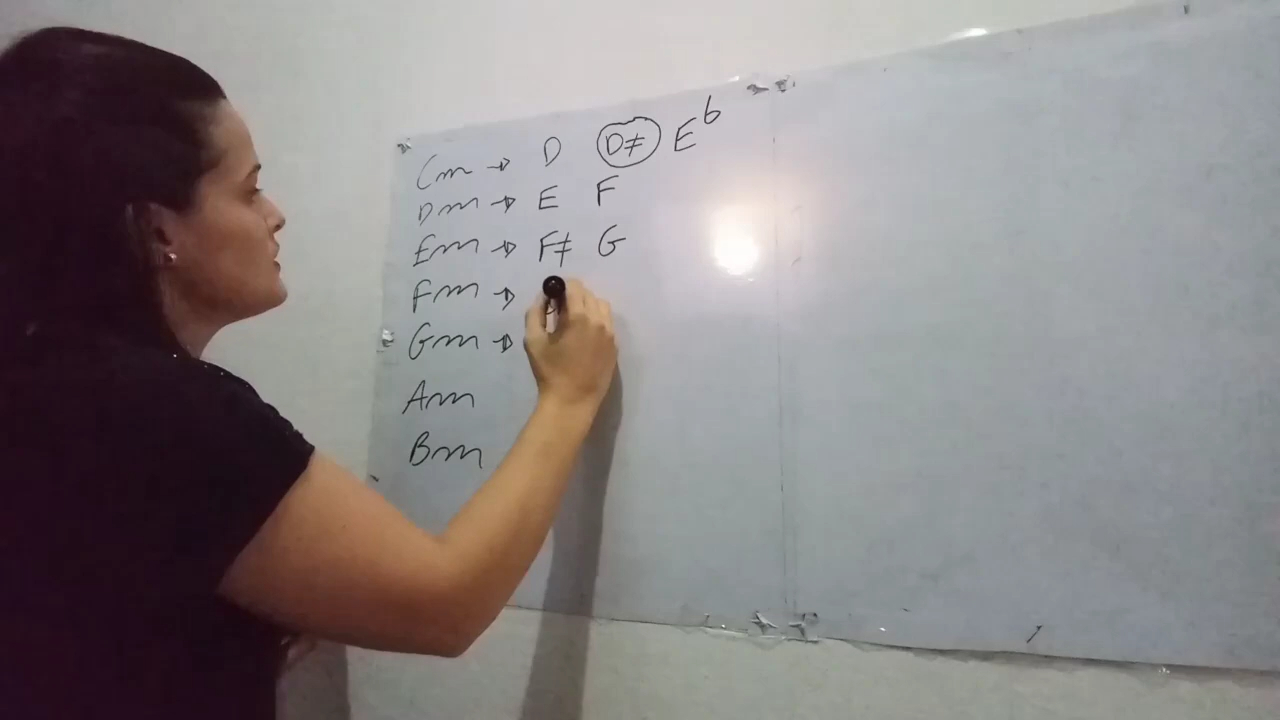 Cm → D D# E♭
Dm → E F
Em → F# G
Fm →
Gm →
Am
Bm